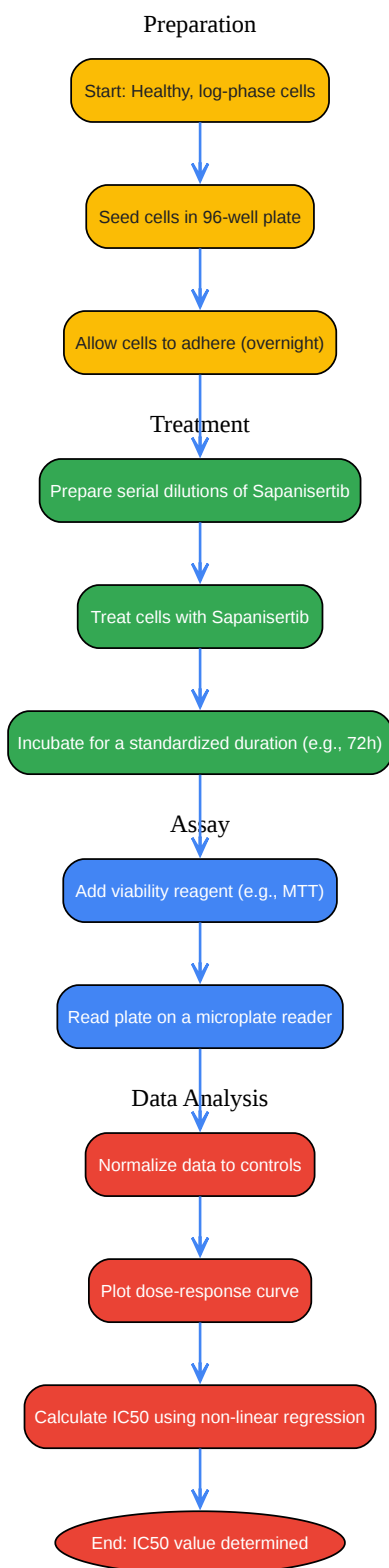 Preparation
Start: Healthy, log-phase cells
Seed cells in 96-well plate
Allow cells to adhere (overnight)
Treatment
Prepare serial dilutions of Sapanisertib
Treat cells with Sapanisertib
Incubate for a standardized duration (e.g., 72h)
Assay
Add viability reagent (e.g., MTT)
Read plate on a microplate reader
Data Analysis
Normalize data to controls
Plot dose-response curve
Calculate IC50 using non-linear regression
End: IC50 value determined